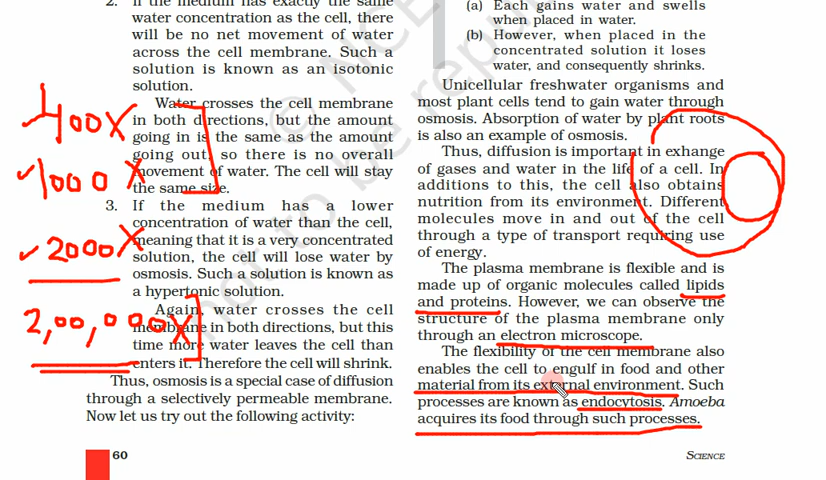 2. If the medium has exactly the same
water concentration as the cell, there
will be no net movement of water
across the cell membrane. Such a
solution is known as an isotonic
solution.
Water crosses the cell membrane
in both directions, but the amount
going in is the same as the amount
going out, so there is no overall
movement of water. The cell will stay
the same size.
3. If the medium has a lower
concentration of water than the cell,
meaning that it is a very concentrated
solution, the cell will lose water by
osmosis. Such a solution is known as
a hypertonic solution.
Again, water crosses the cell
membrane in both directions, but this
time more water leaves the cell than
enters it. Therefore the cell will shrink.
Thus, osmosis is a special case of diffusion
through a selectively permeable membrane.
Now let us try out the following activity:
400X
1000X
2000X
2,00,000X
(a) Each gains water and swells
when placed in water.
(b) However, when placed in the
concentrated solution it loses
water, and consequently shrinks.
Unicellular freshwater organisms and
most plant cells tend to gain water through
osmosis. Absorption of water by plant roots
is also an example of osmosis.
Thus, diffusion is important in exhange
of gases and water in the life of a cell. In
additions to this, the cell also obtains
nutrition from its environment. Different
molecules move in and out of the cell
through a type of transport requiring use
of energy.
The plasma membrane is flexible and is
made up of organic molecules called lipids
and proteins. However, we can observe the
structure of the plasma membrane only
through an electron microscope.
The flexibility of the cell membrane also
enables the cell to engulf in food and other
material from its external environment. Such
processes are known as endocytosis. Amoeba
acquires its food through such processes.
60
SCIENCE